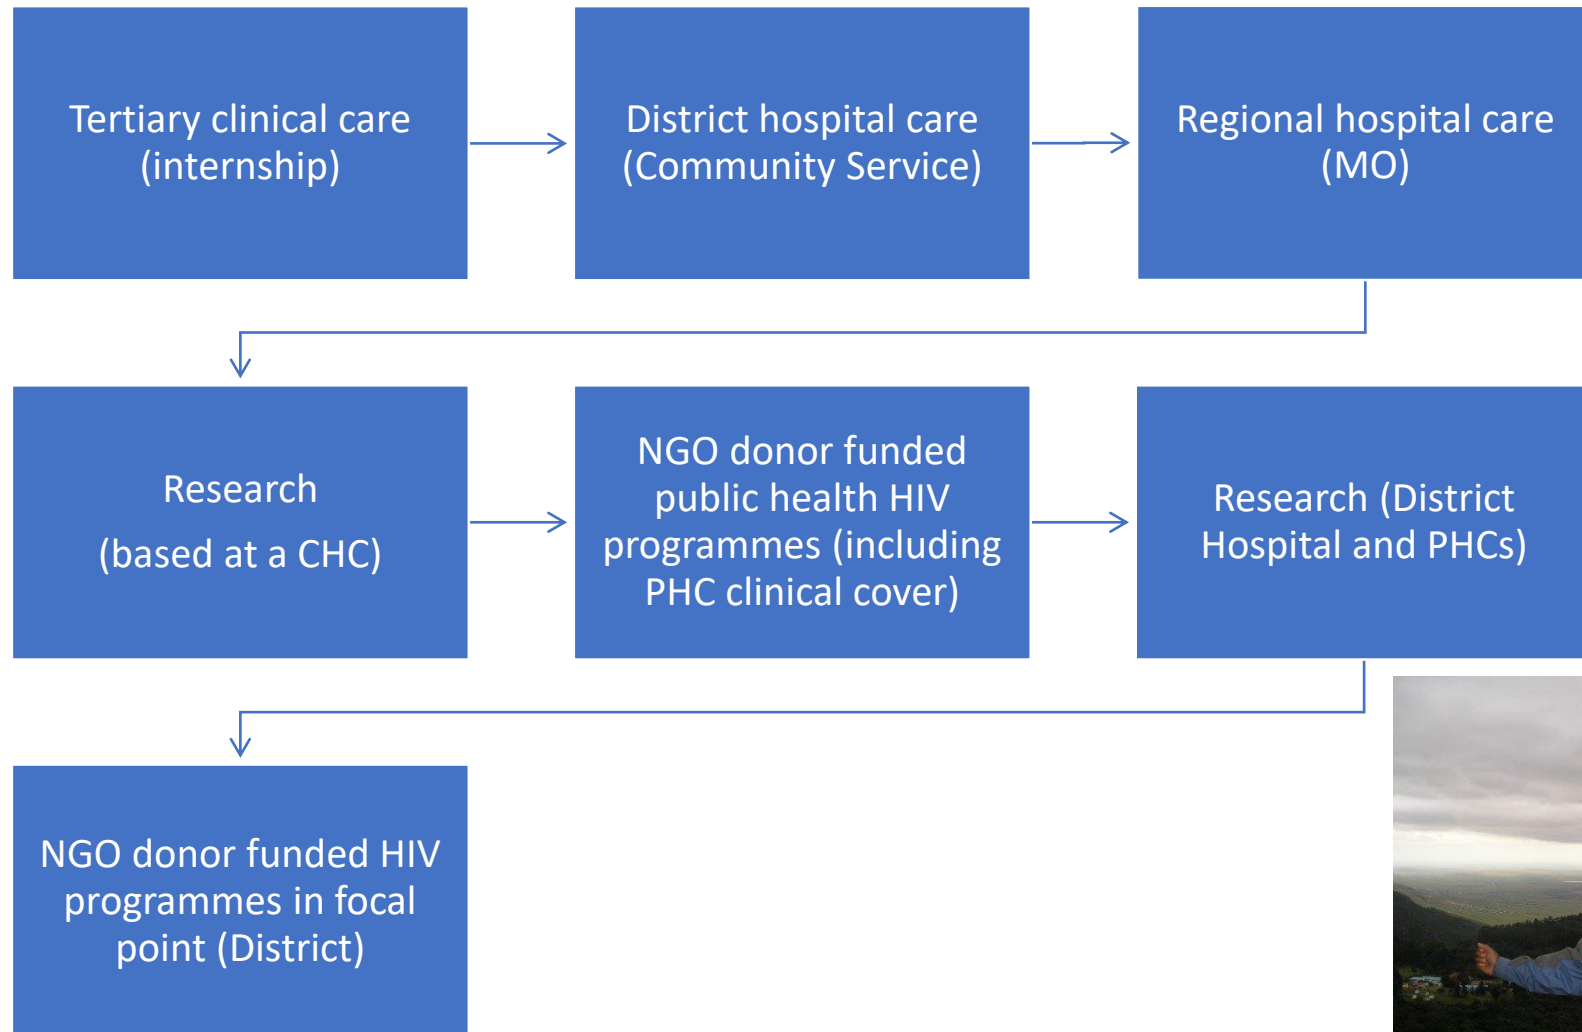 Tertiary clinical care
(internship)
District hospital care
(Community Service)
Regional hospital care
(MO)
Research
(based at a CHC)
NGO donor funded
public health HIV
programmes (including
PHC clinical cover)
Research (District
Hospital and PHCs)
NGO donor funded HIV
programmes in focal
point (District)